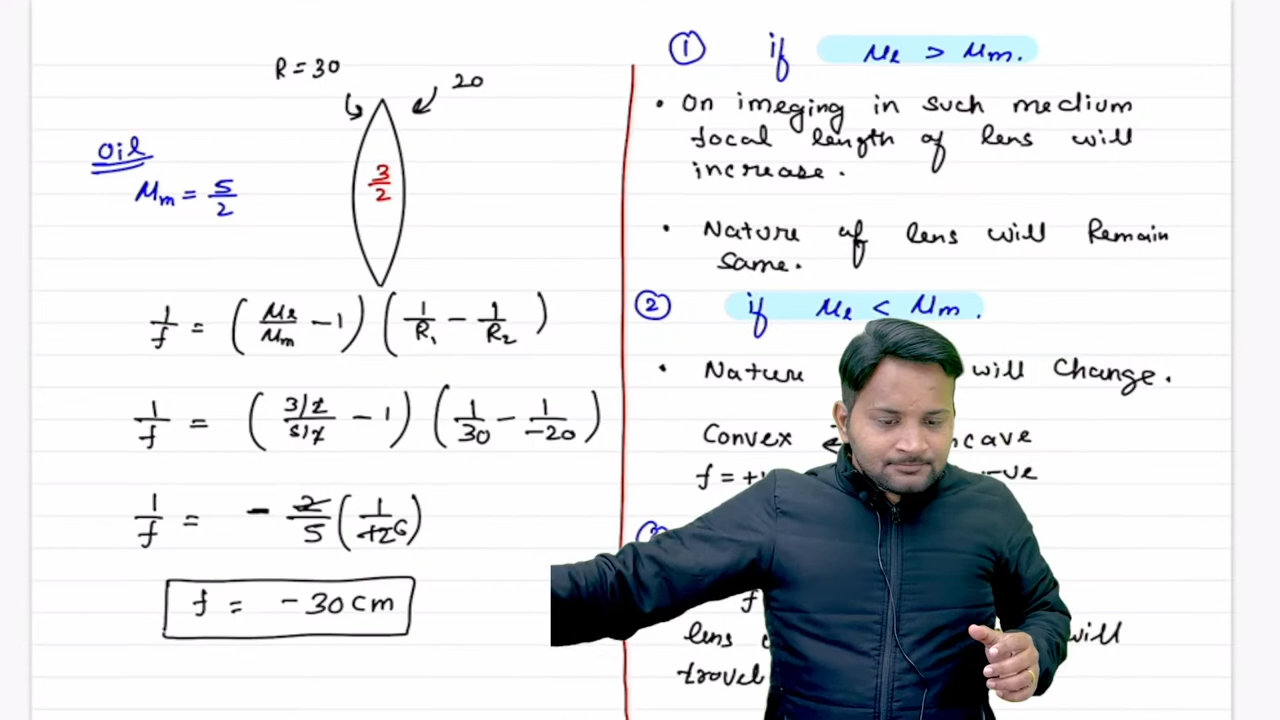 R = 30
20
Oil
μm = 5/2
3/2
1/f = (μl/μm - 1) (1/R1 - 1/R2)
1/f = (3/2 / 5/2 - 1) (1/30 - 1/-20)
1/f = - 2/5 (1/
f = - 30 cm
① if μl > μm.
• On imeging in such medium
focal length of lens will
increase.
• Nature of lens will Remain
Same.
② if μl < μm.
• Nature will Change.
Convex
f = -ve
f
lens will
travel